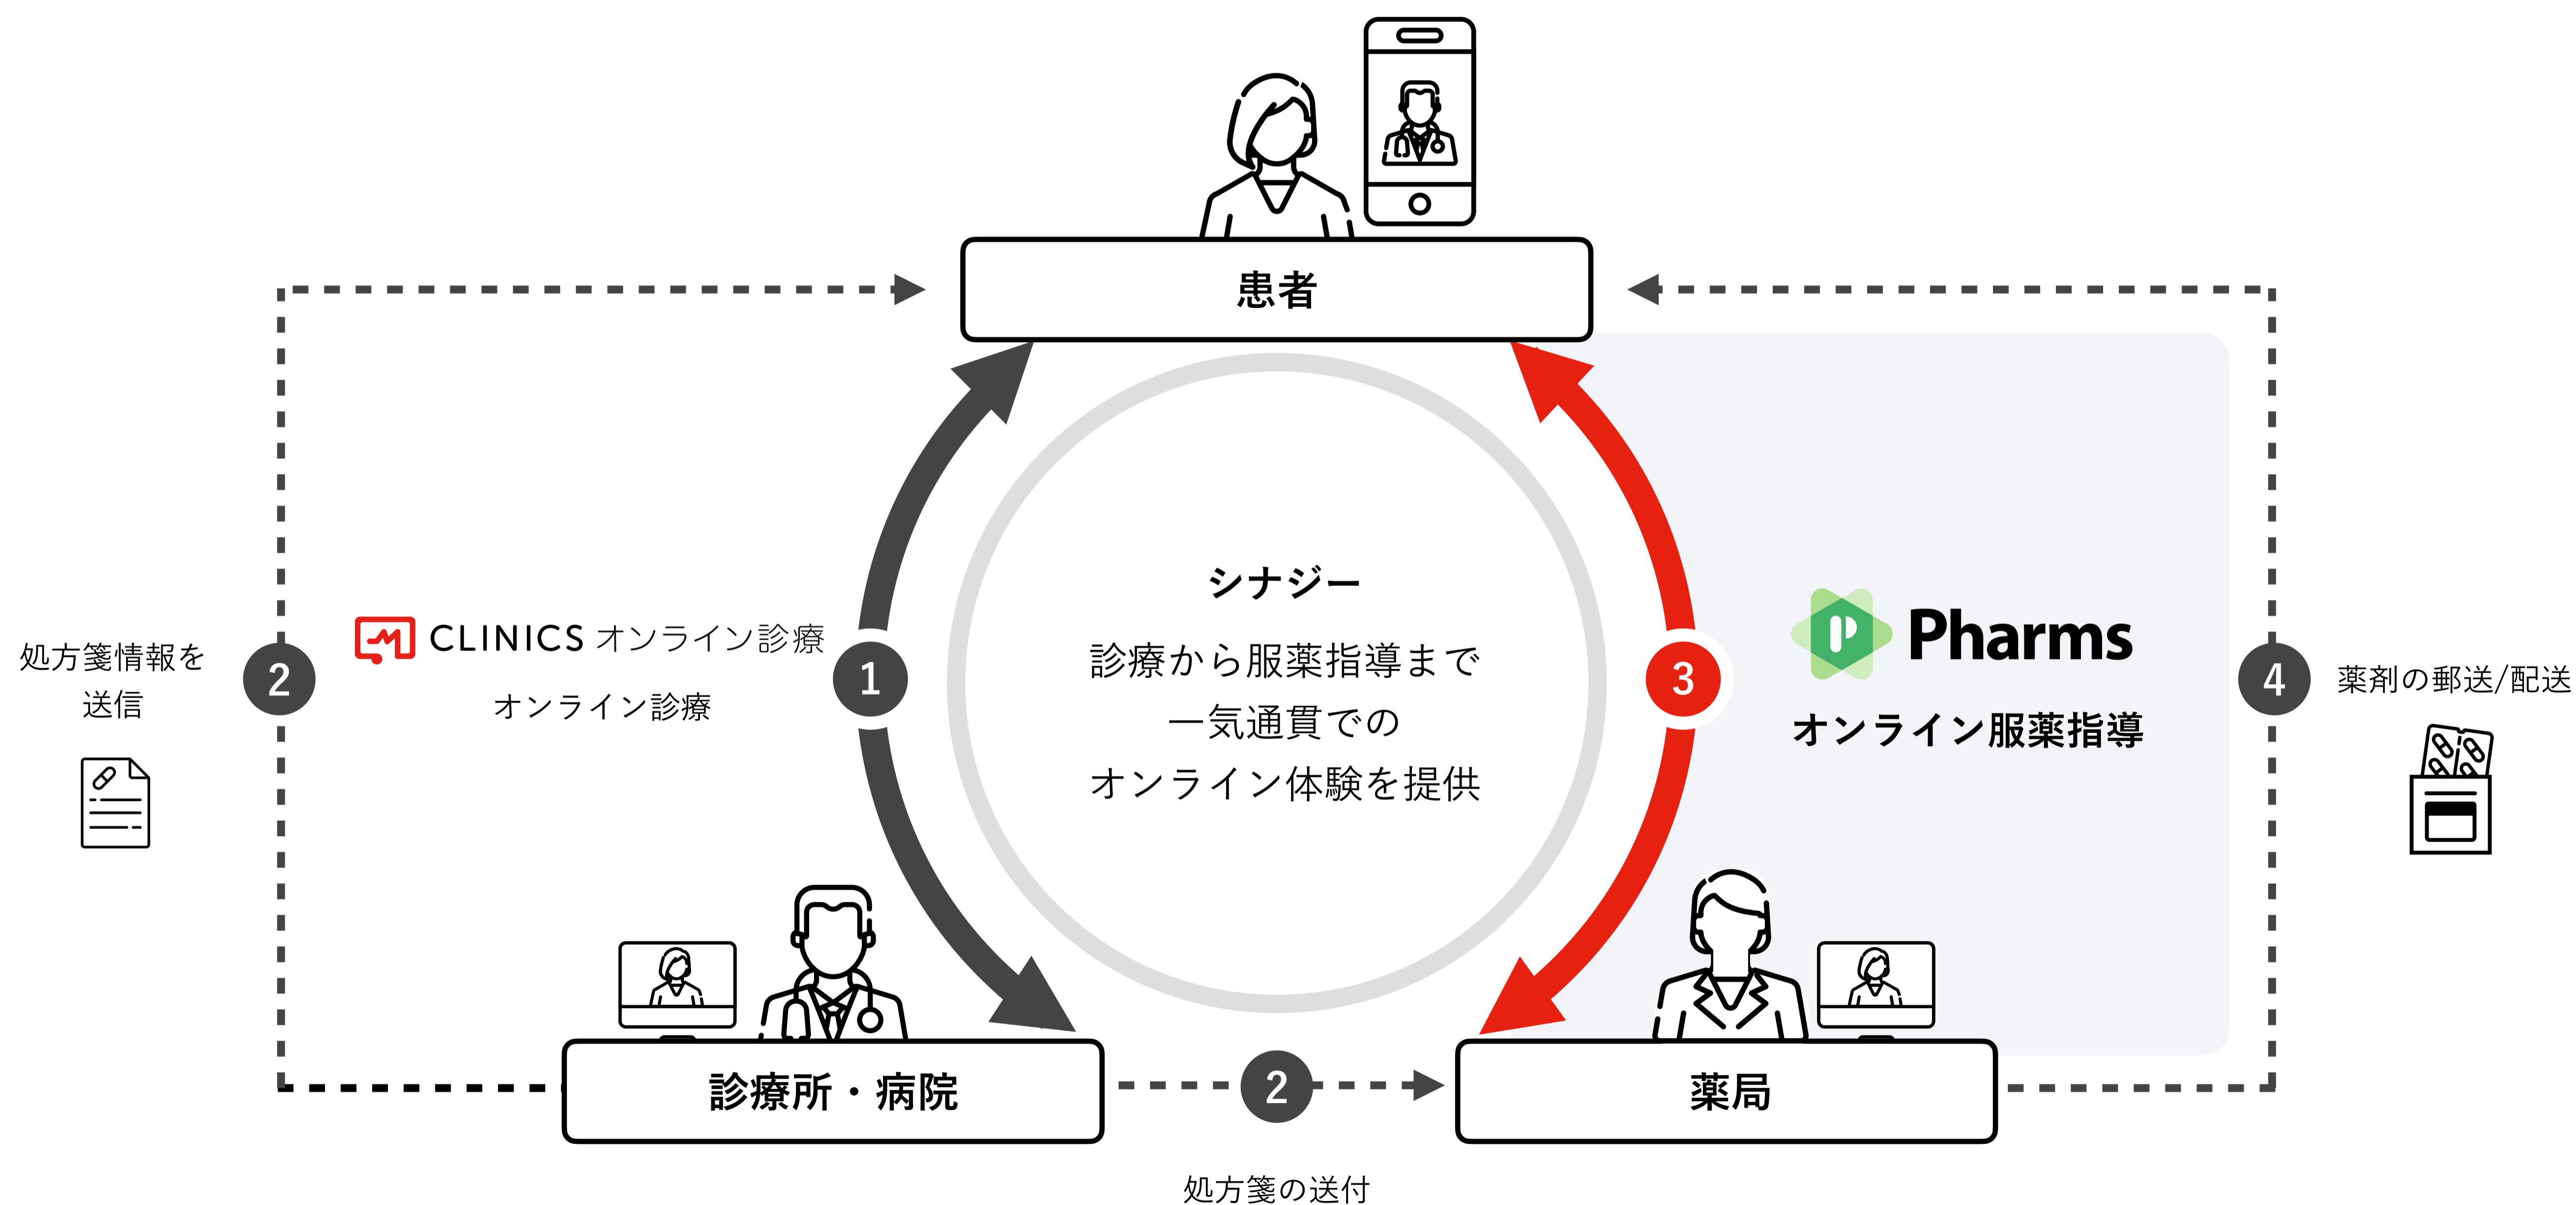 患者
シナジー
診療から服薬指導まで
一気通貫での
オンライン体験を提供
CLINICS オンライン診療
オンライン診療
1
処方箋情報を
送信
2
3
Pharms
オンライン服薬指導
4
薬剤の郵送/配送
診療所・病院
2
薬局
処方箋の送付